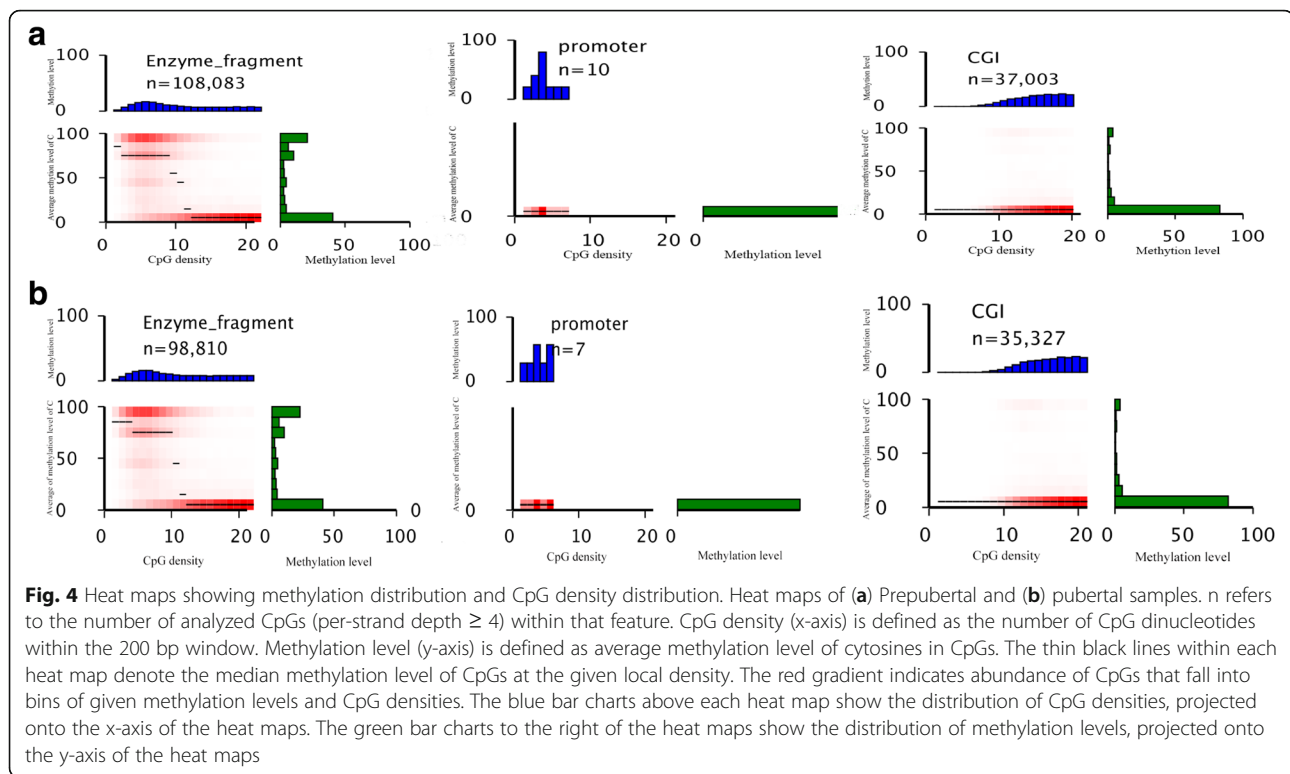 a
100
0
Methytion level
Enzyme_fragment
n=108,083
100
50
0
Average methytion level of C
0
10
20
CpG density
0
50
100
Methylation level
100
0
Methylation level
promoter
n=10
100
50
0
Average methylation level of C
0
10
20
CpG density
Methylation level
100
0
Methylation level
CGI
n=37,003
100
50
0
Average methytion level of C
0
10
20
CpG density
0
50
100
Methytion level
b
100
0
Methylation level
Enzyme_fragment
n=98,810
100
50
0
Average of methylation level of C
0
10
20
CpG density
0
50
100
Methylation level
0
100
0
Methylation level
promoter
n=7
100
50
0
Average of methylation level of C
0
10
20
CpG density
Methylation level
100
0
Methylation level
CGI
n=35,327
100
50
0
Average of methylation level of C
0
10
20
CpG density
0
50
100
Methylation level
Fig. 4 Heat maps showing methylation distribution and CpG density distribution. Heat maps of (a) Prepubertal and (b) pubertal samples. n refers
to the number of analyzed CpGs (per-strand depth ≥ 4) within that feature. CpG density (x-axis) is defined as the number of CpG dinucleotides
within the 200 bp window. Methylation level (y-axis) is defined as average methylation level of cytosines in CpGs. The thin black lines within each
heat map denote the median methylation level of CpGs at the given local density. The red gradient indicates abundance of CpGs that fall into
bins of given methylation levels and CpG densities. The blue bar charts above each heat map show the distribution of CpG densities, projected
onto the x-axis of the heat maps. The green bar charts to the right of the heat maps show the distribution of methylation levels, projected onto
the y-axis of the heat maps